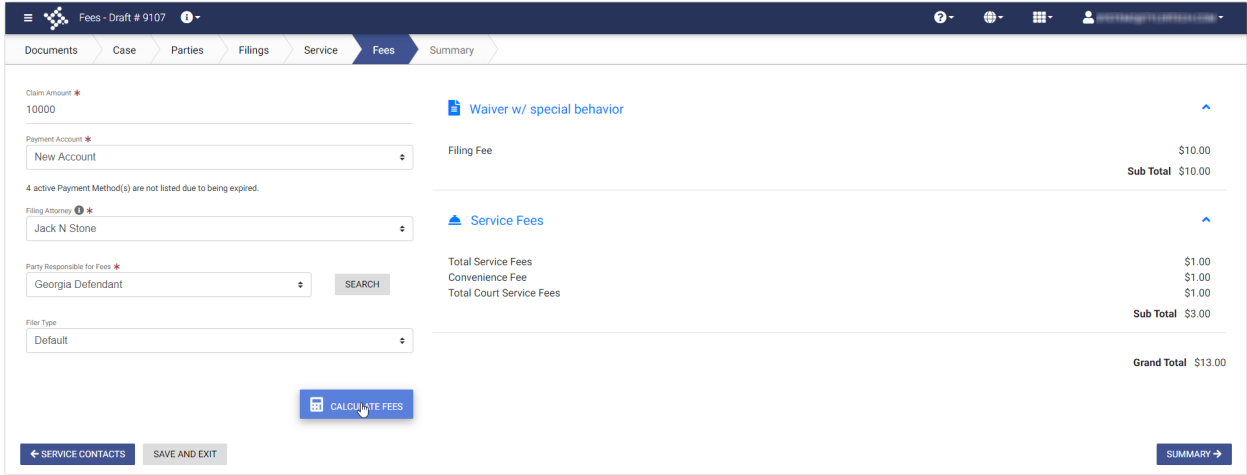 Fees - Draft # 9107
Documents Case Parties Filings Service Fees Summary
Claim Amount *
10000
Payment Account *
New Account
4 active Payment Method(s) are not listed due to being expired.
Filing Attorney *
Jack N Stone
Party Responsible for Fees *
Georgia Defendant
SEARCH
Filer Type
Default
CALCULATE FEES
Waiver w/ special behavior
Filing Fee $10.00
Sub Total $10.00
Service Fees
Total Service Fees $1.00
Convenience Fee $1.00
Total Court Service Fees $1.00
Sub Total $3.00
Grand Total $13.00
SERVICE CONTACTS
SAVE AND EXIT
SUMMARY